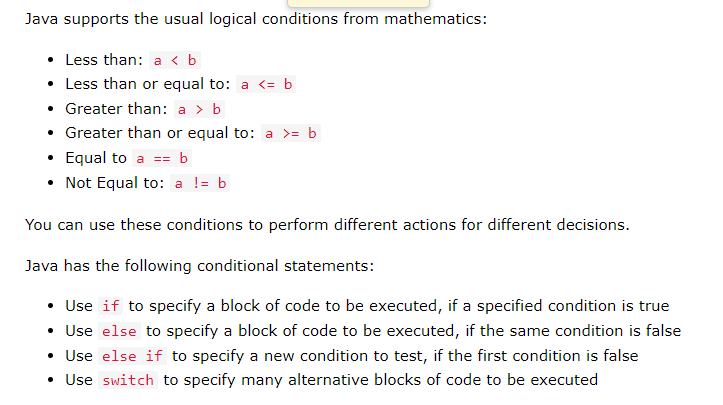 Java supports the usual logical conditions from mathematics:
• Less than: a < b
• Less than or equal to: a <= b
• Greater than: a > b
• Greater than or equal to: a >= b
• Equal to a == b
• Not Equal to: a != b
You can use these conditions to perform different actions for different decisions.
Java has the following conditional statements:
• Use if to specify a block of code to be executed, if a specified condition is true
• Use else to specify a block of code to be executed, if the same condition is false
• Use else if to specify a new condition to test, if the first condition is false
• Use switch to specify many alternative blocks of code to be executed